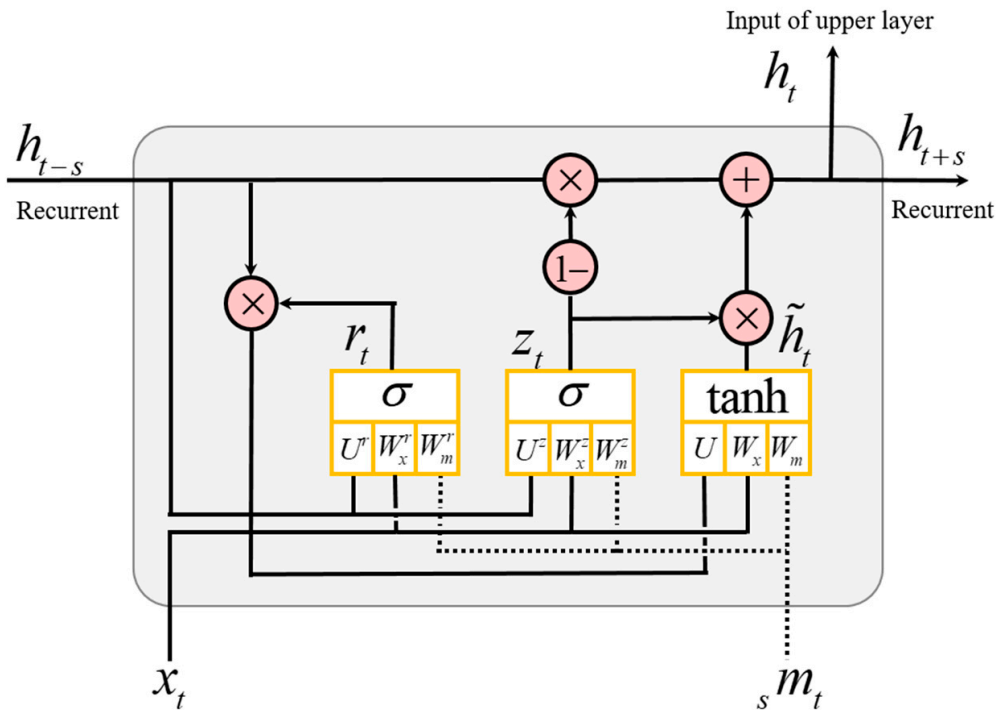 Input of upper layer
h_t
h_{t-s}
h_{t+s}
Recurrent
Recurrent
×
+
1−
×
×
r_t
z_t
h̃_t
σ
σ
tanh
U^r W_x^r W_m^r
U^z W_x^z W_m^z
U W_x W_m
x_t
_s m_t